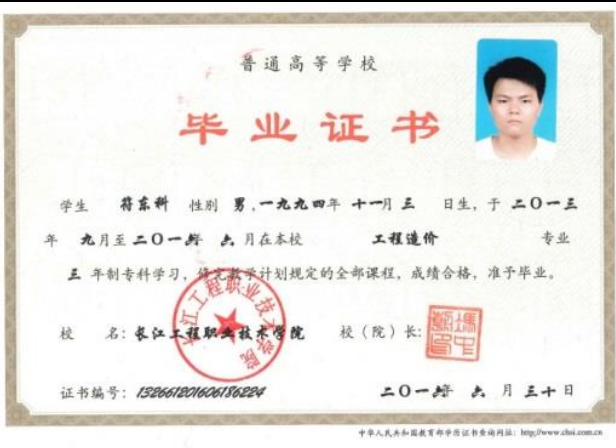 普通高等学校
毕业证书
学生 符东科 性别 男，一九九四年 十一月 三 日生，于 二〇一三
年 九月至二〇一六年 六 月在本校 工程造价 专业
三 年制专科学习，修完教学计划规定的全部课程，成绩合格，准予毕业。
校 名：长江工程职业技术学院 校（院）长：
证书编号：132661201606186224 二〇一六年 六 月 三十 日
中华人民共和国教育部学历证书查询网址：http://www.chsi.com.cn